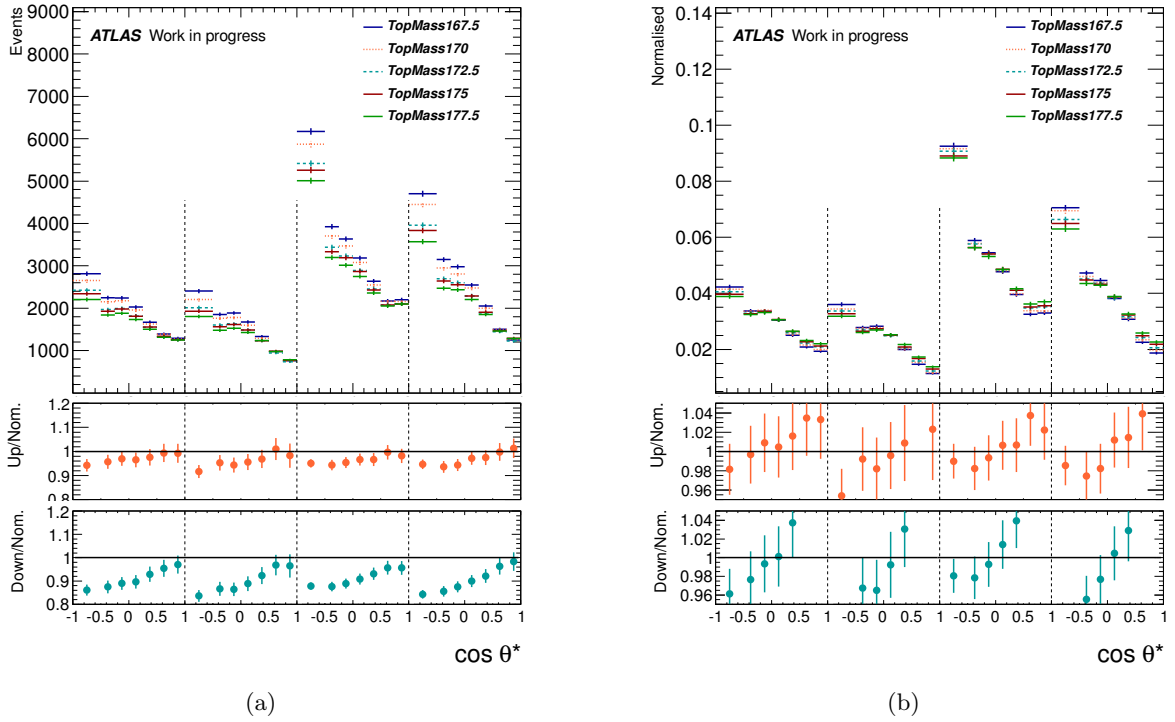 Events
9000
8000
7000
6000
5000
4000
3000
2000
1000
ATLAS Work in progress
TopMass167.5
TopMass170
TopMass172.5
TopMass175
TopMass177.5
Up/Nom.
1.2
1.1
1
0.9
0.8
Down/Nom.
1.2
1.1
1
0.9
0.8
-1 -0.5 0 0.5 1 -0.5 0 0.5 1 -0.5 0 0.5 1 -0.5 0 0.5 1
cos θ*
(a)
Normalised
0.14
0.12
0.1
0.08
0.06
0.04
0.02
ATLAS Work in progress
TopMass167.5
TopMass170
TopMass172.5
TopMass175
TopMass177.5
Up/Nom.
1.04
1.02
1
0.98
0.96
Down/Nom.
1.04
1.02
1
0.98
0.96
-1 -0.5 0 0.5 1 -0.5 0 0.5 1 -0.5 0 0.5 1 -0.5 0 0.5 1
cos θ*
(b)